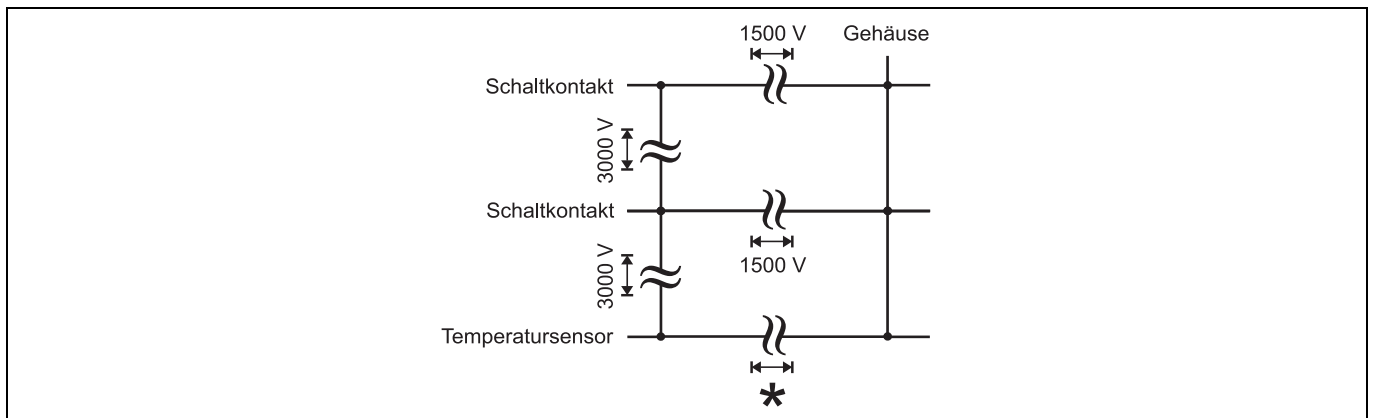 1500 V
Gehäuse
Schaltkontakt
3000 V
Schaltkontakt
1500 V
3000 V
Temperatursensor
*